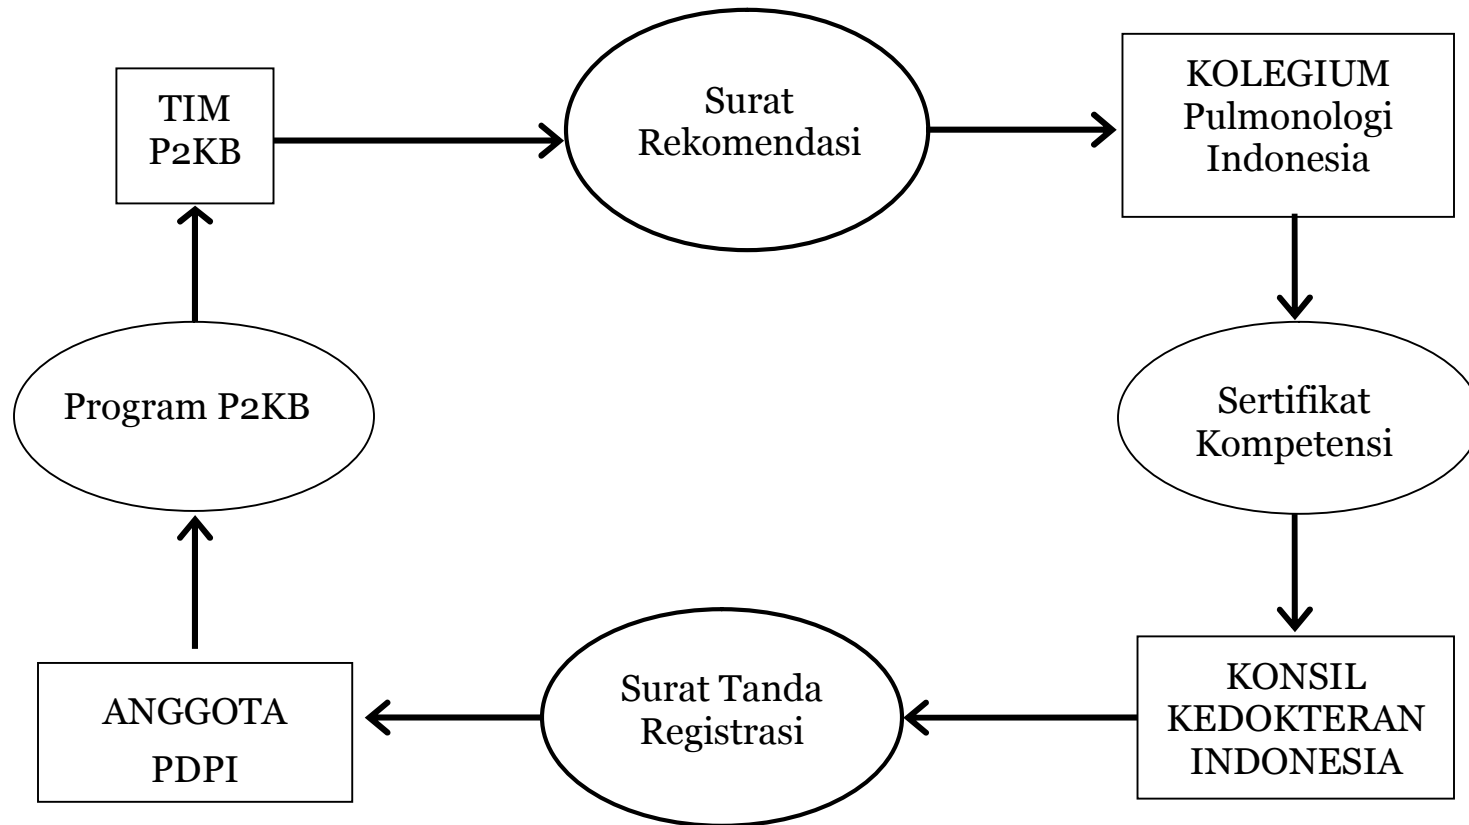 TIM
P2KB
Surat
Rekomendasi
KOLEGIUM
Pulmonologi
Indonesia
Program P2KB
Sertifikat
Kompetensi
ANGGOTA
PDPI
Surat Tanda
Registrasi
KONSIL
KEDOKTERAN
INDONESIA